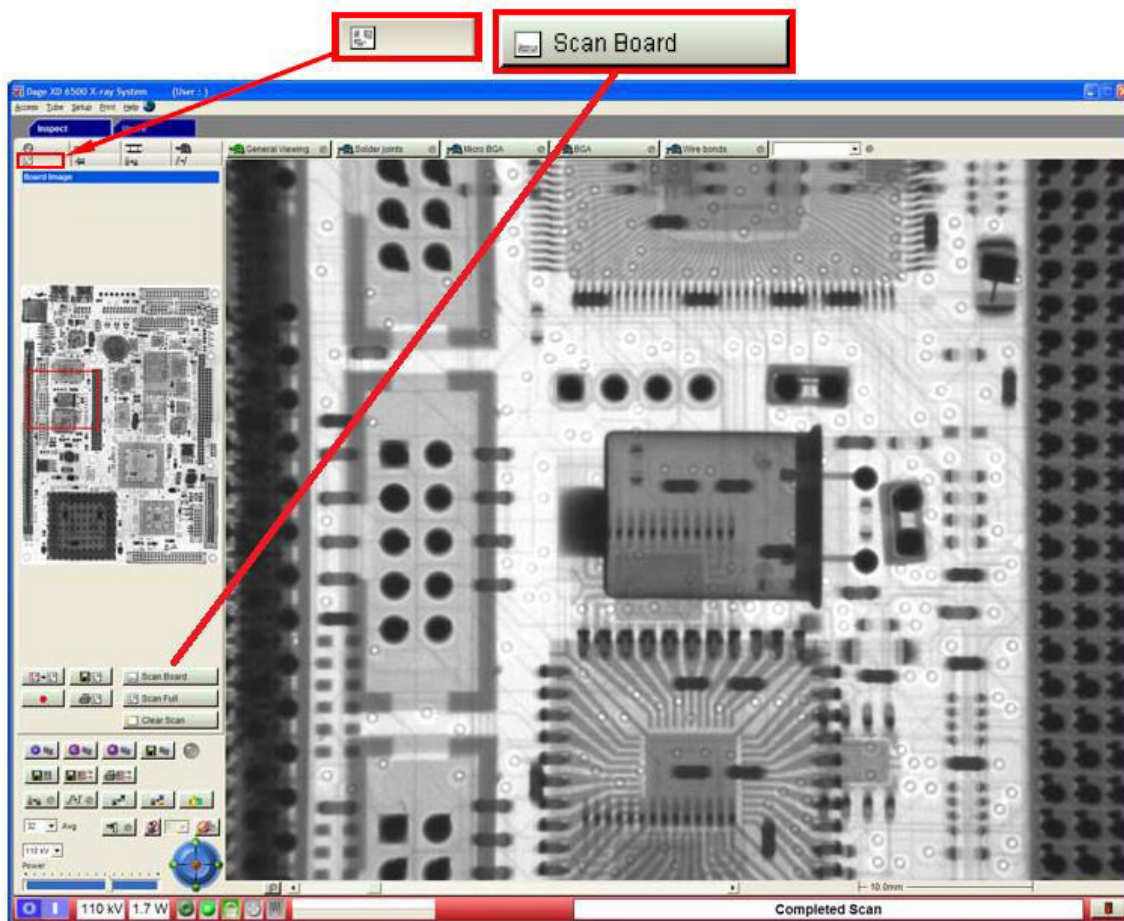 Scan Board
Dage XD 6500 X-ray System (User : )
Access Tube Setup Print Help
Inspect
General Viewing Solder joints Micro BGA BGA Wire bonds
Board Image
Scan Board
Scan Full
Clear Scan
32 Avg
110 kV
Power
10.0mm
110 kV 1.7 W Completed Scan